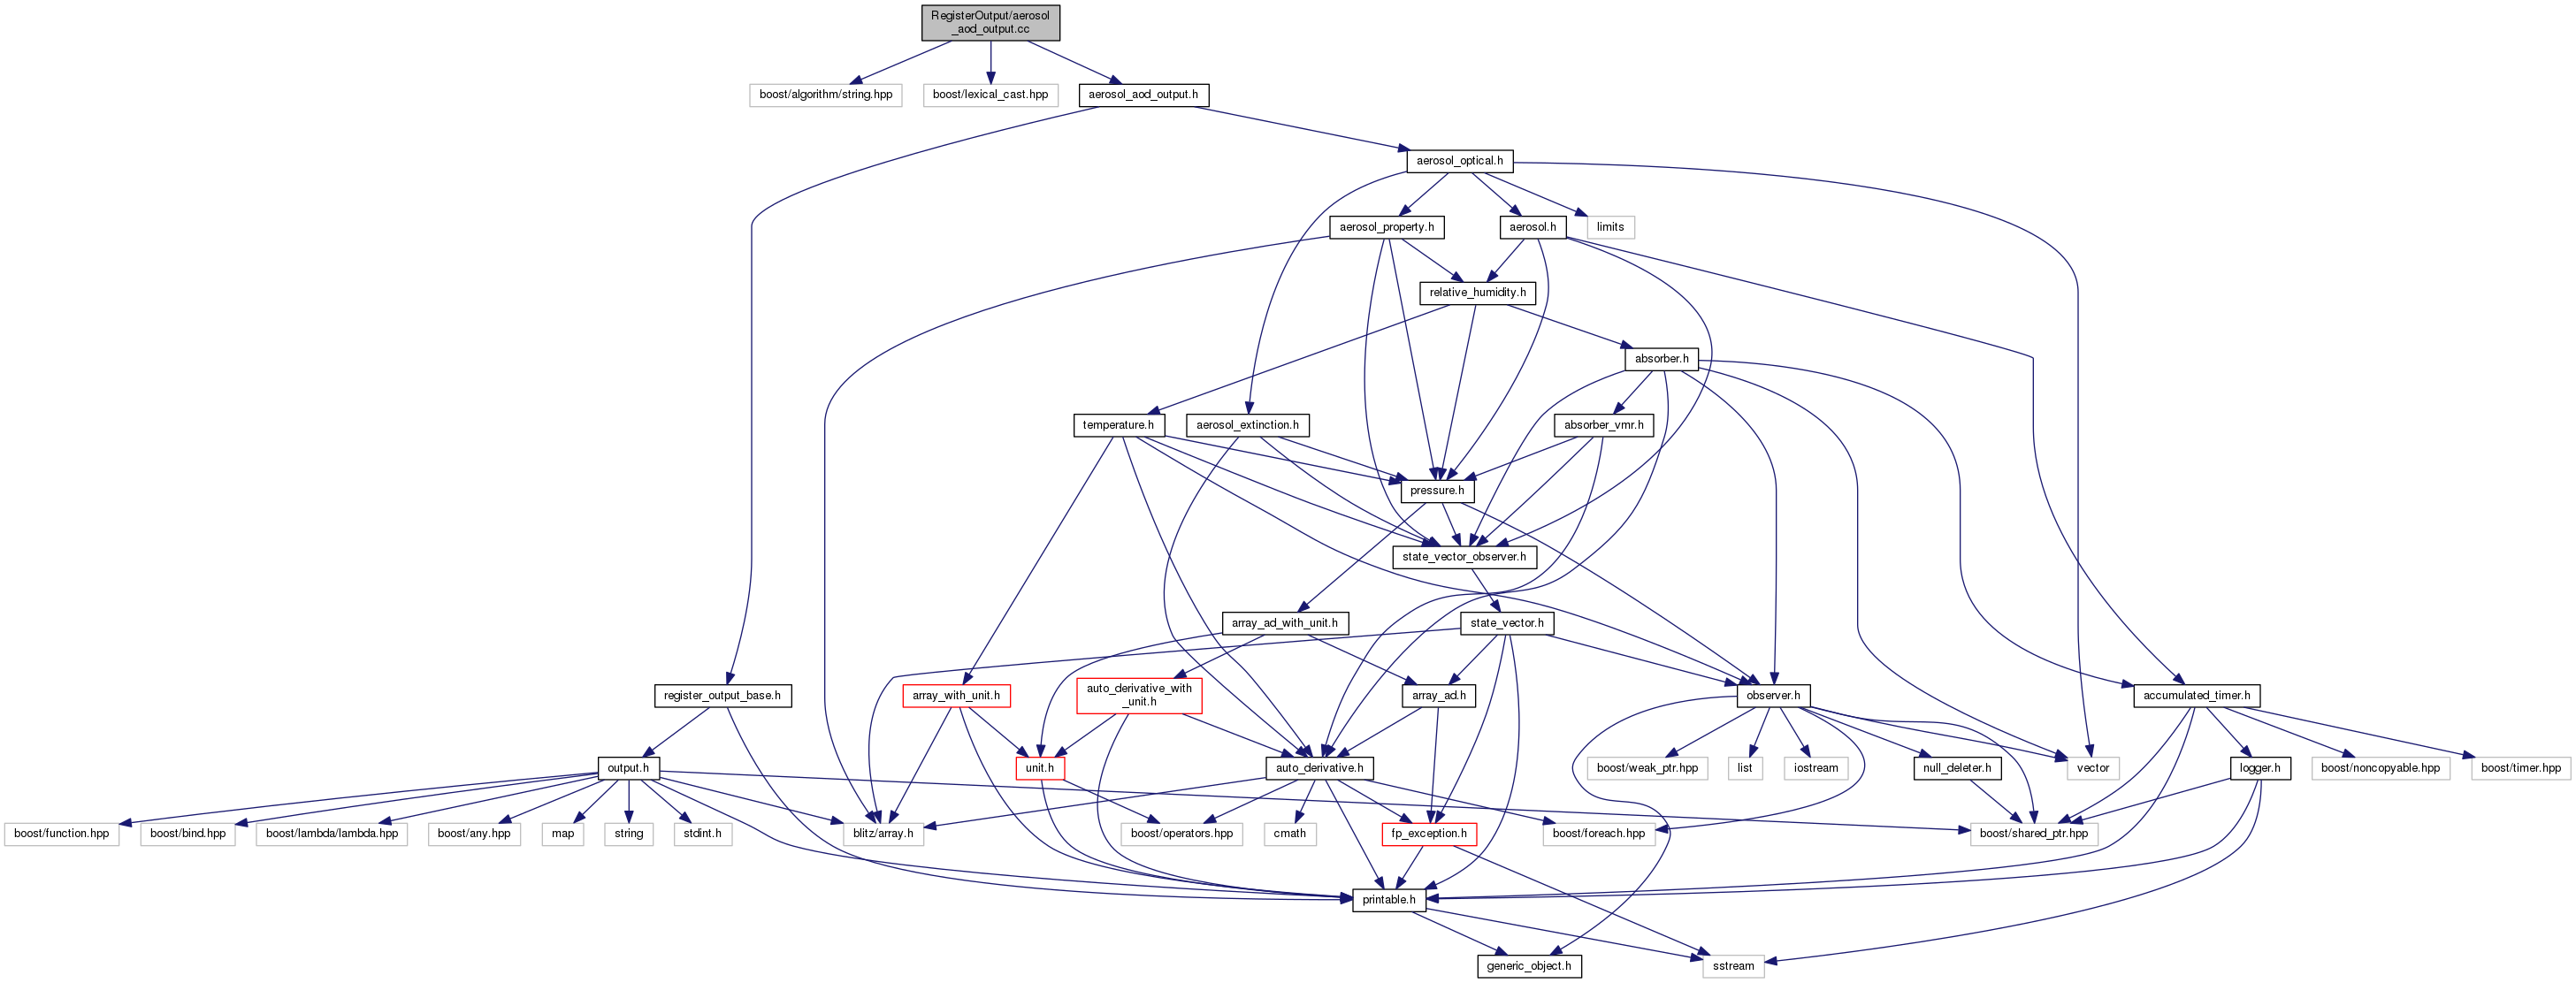 RegisterOutput/aerosol
_aod_output.cc
boost/algorithm/string.hpp
boost/lexical_cast.hpp
aerosol_aod_output.h
aerosol_optical.h
aerosol_property.h
aerosol.h
limits
relative_humidity.h
absorber.h
temperature.h
aerosol_extinction.h
absorber_vmr.h
pressure.h
state_vector_observer.h
array_ad_with_unit.h
state_vector.h
register_output_base.h
array_with_unit.h
auto_derivative_with
_unit.h
array_ad.h
observer.h
accumulated_timer.h
output.h
unit.h
auto_derivative.h
boost/weak_ptr.hpp
list
iostream
null_deleter.h
vector
logger.h
boost/noncopyable.hpp
boost/timer.hpp
boost/function.hpp
boost/bind.hpp
boost/lambda/lambda.hpp
boost/any.hpp
map
string
stdint.h
blitz/array.h
boost/operators.hpp
cmath
fp_exception.h
boost/foreach.hpp
boost/shared_ptr.hpp
printable.h
generic_object.h
sstream